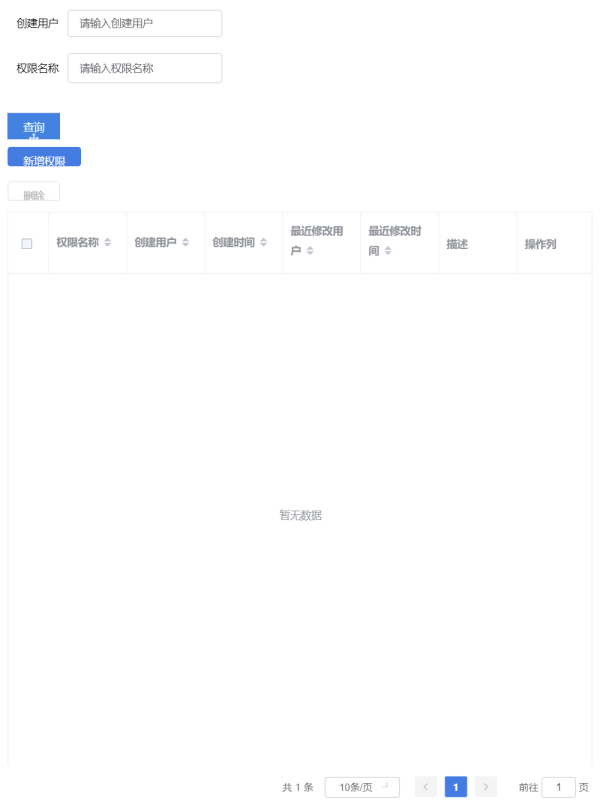 创建用户 请输入创建用户
权限名称 请输入权限名称
查询
新增权限
删除
权限名称 创建用户 创建时间 最近修改用户 最近修改时间 描述 操作列
暂无数据
共 1 条 10条/页 1 前往 1 页